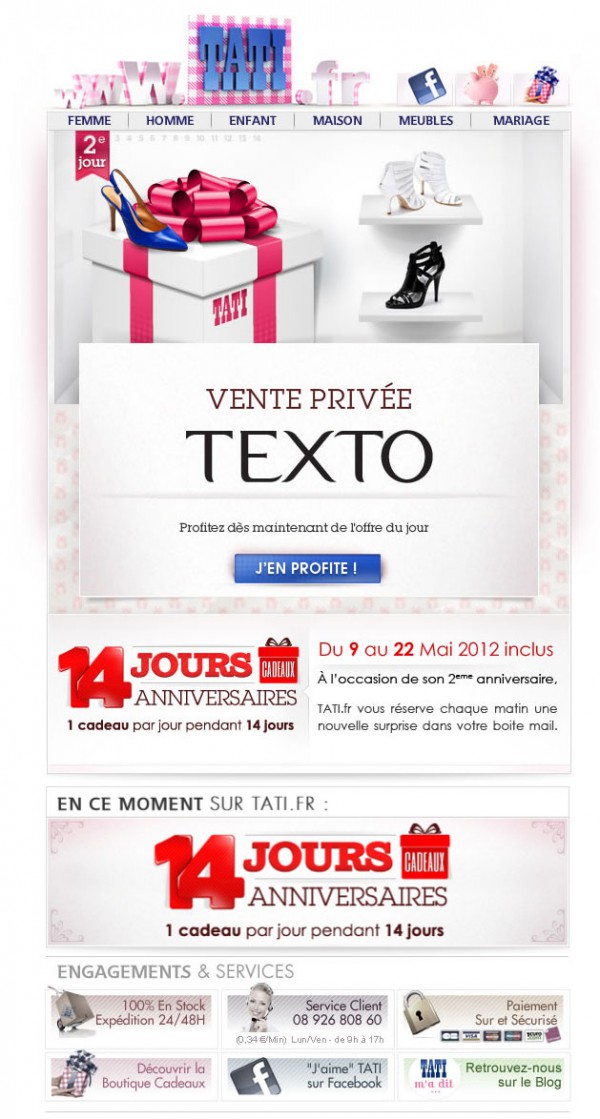 www.TATI.fr
FEMME HOMME ENFANT MAISON MEUBLES MARIAGE
2e jour 3 4 5 6 7 8 9 10 11 12 13 14
TATI
VENTE PRIVÉE
TEXTO
Profitez dès maintenant de l'offre du jour
J'EN PROFITE !
14 JOURS CADEAUX
ANNIVERSAIRES
1 cadeau par jour pendant 14 jours
Du 9 au 22 Mai 2012 inclus
À l'occasion de son 2eme anniversaire,
TATI.fr vous réserve chaque matin une
nouvelle surprise dans votre boite mail.
EN CE MOMENT SUR TATI.FR :
14 JOURS CADEAUX
ANNIVERSAIRES
1 cadeau par jour pendant 14 jours
ENGAGEMENTS & SERVICES
100% En Stock
Expédition 24/48H
Service Client
08 926 808 60
(0,34€/Min) Lun/Ven - de 9h à 17h
Paiement
Sur et Sécurisé
Découvrir la
Boutique Cadeaux
"J'aime" TATI
sur Facebook
TATI
m'a dit
...
Retrouvez-nous
sur le Blog